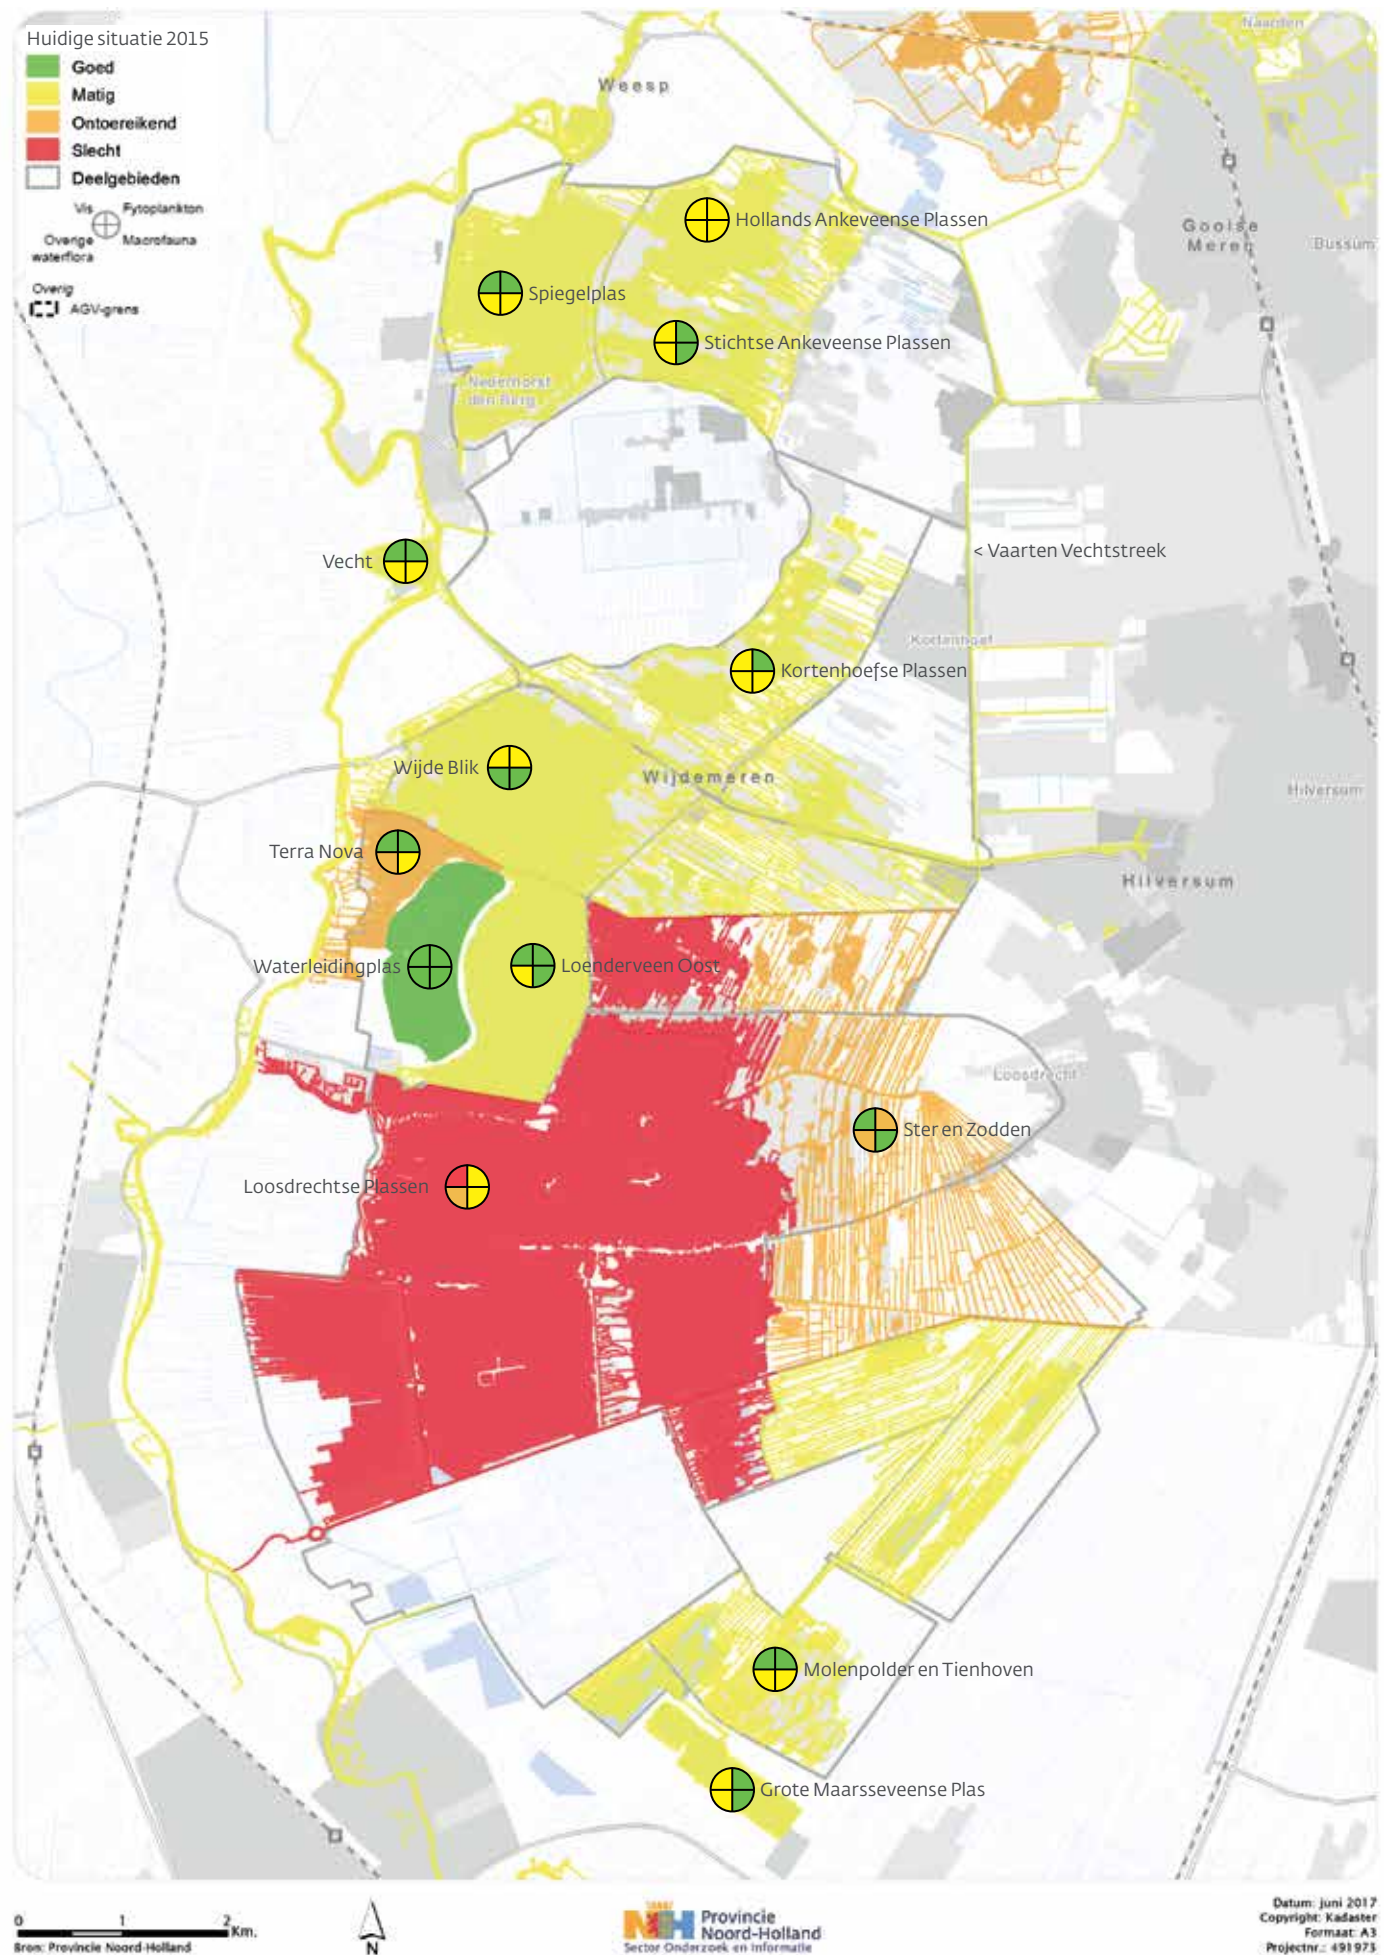 Huidige situatie 2015
Goed
Matig
Ontoereikend
Slecht
Deelgebieden
Vis
Fytoplankton
Overige waterflora
Macrofauna
Overig
AGV-grens
Naarden
Weesp
Hollands Ankeveense Plassen
Gooise
Meren
Bussum
Spiegelplas
Stichtse Ankeveense Plassen
Nederhorst
den Berg
Vecht
< Vaarten Vechtstreek
Kortenhoef
Kortenhoefse Plassen
Wijde Blik
Wijdemeren
Hilversum
Terra Nova
Hilversum
Waterleidingplas
Loenderveen Oost
Loosdrecht
Ster en Zodden
Loosdrechtse Plassen
Molenpolder en Tienhoven
Grote Maarsseveense Plas
0 1 2 Km.
Bron: Provincie Noord-Holland
N
Provincie
Noord-Holland
Sector Onderzoek en Informatie
Datum: juni 2017
Copyright: Kadaster
Formaat: A3
Projectnr.: 491973